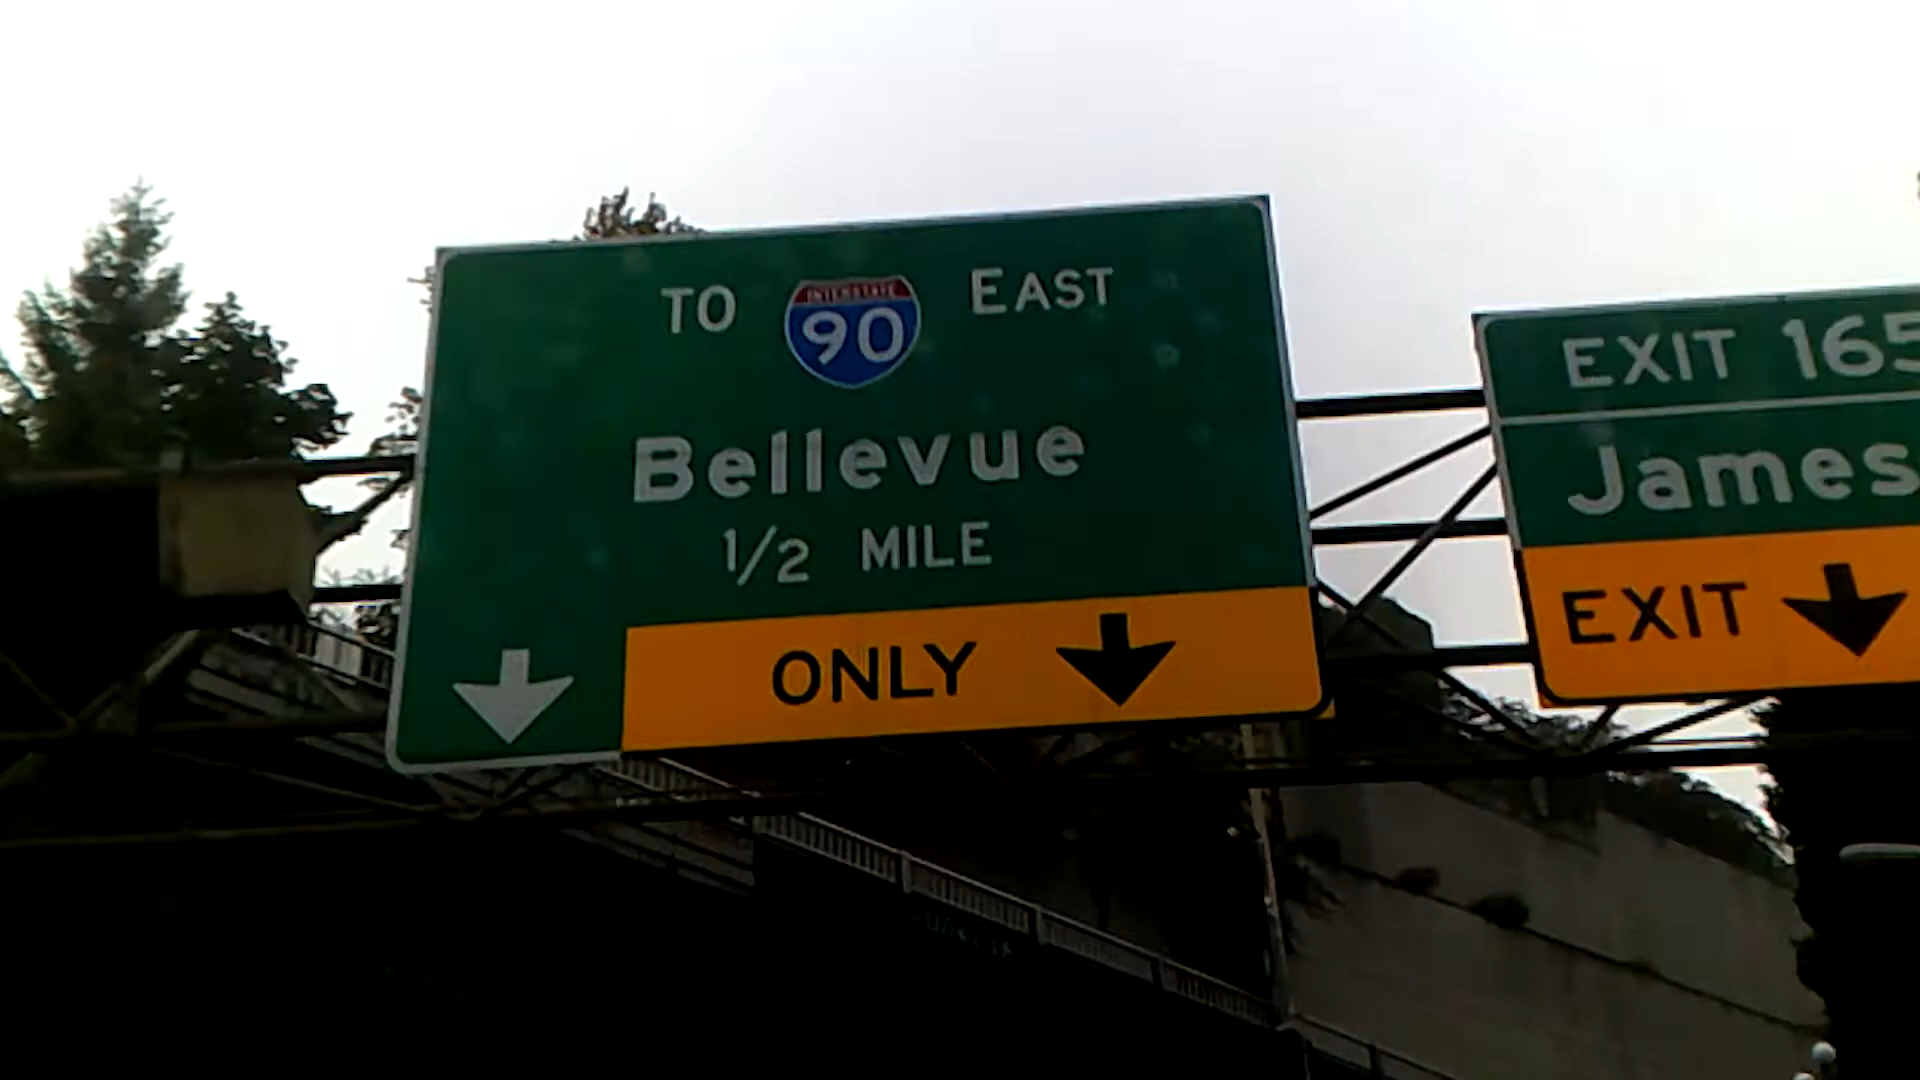 TO INTERSTATE 90 EAST
Bellevue
1/2 MILE
ONLY
EXIT 165
James
EXIT